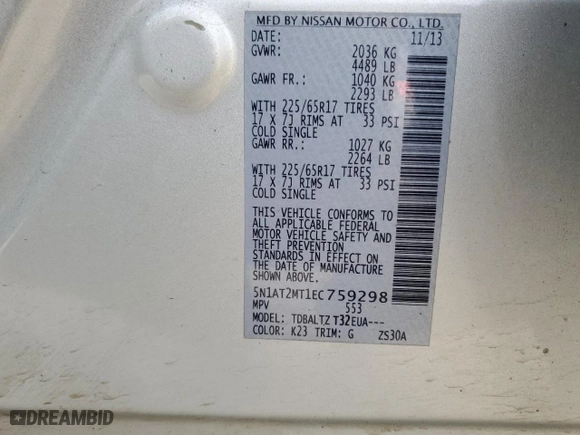 MFD BY NISSAN MOTOR CO., LTD.
DATE: 11/13
GVWR: 2036 KG
4489 LB
GAWR FR.: 1040 KG
2293 LB
WITH 225/65R17 TIRES
17 X 7J RIMS AT 33 PSI
COLD SINGLE
GAWR RR.: 1027 KG
2264 LB
WITH 225/65R17 TIRES
17 X 7J RIMS AT 33 PSI
COLD SINGLE
THIS VEHICLE CONFORMS TO
ALL APPLICABLE FEDERAL
MOTOR VEHICLE SAFETY AND
THEFT PREVENTION
STANDARDS IN EFFECT ON
THE DATE OF MANUFACTURE
SHOWN ABOVE.
5N1AT2MT1EC759298
MPV 553
MODEL: TDBALTZ T32EUA---
COLOR: K23 TRIM: G ZS30A
DREAMBID